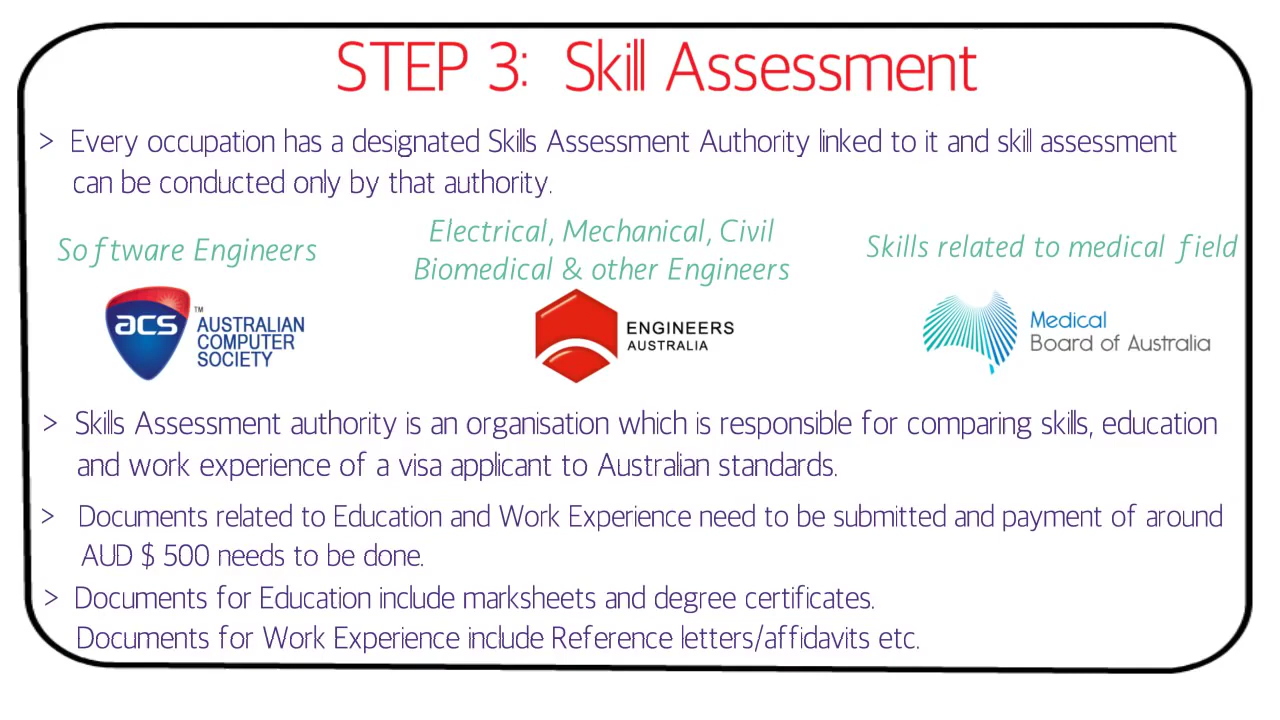 STEP 3: Skill Assessment
> Every occupation has a designated Skills Assessment Authority linked to it and skill assessment
can be conducted only by that authority.
Software Engineers
Electrical, Mechanical, Civil
Biomedical & other Engineers
Skills related to medical field
acs
™
AUSTRALIAN
COMPUTER
SOCIETY
ENGINEERS
AUSTRALIA
Medical
Board of Australia
> Skills Assessment authority is an organisation which is responsible for comparing skills, education
and work experience of a visa applicant to Australian standards.
> Documents related to Education and Work Experience need to be submitted and payment of around
AUD $ 500 needs to be done.
> Documents for Education include marksheets and degree certificates.
Documents for Work Experience include Reference letters/affidavits etc.